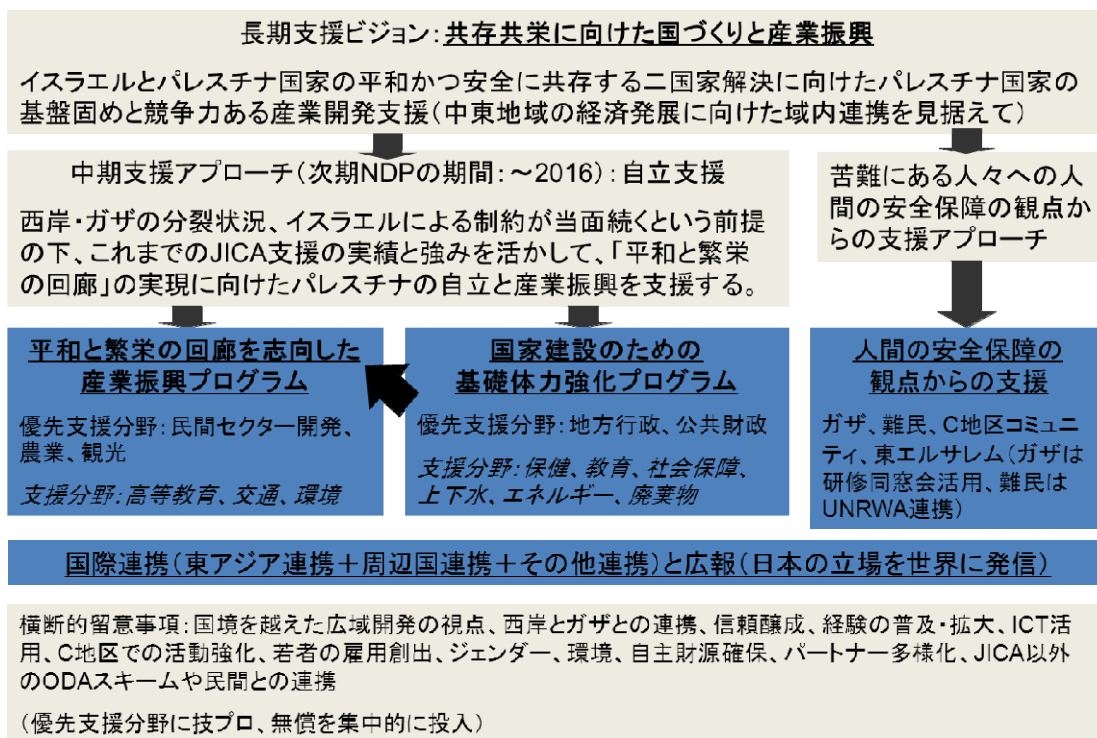 長期支援ビジョン：共存共栄に向けた国づくりと産業振興
イスラエルとパレスチナ国家の平和かつ安全に共存する二国家解決に向けたパレスチナ国家の
基盤固めと競争力ある産業開発支援（中東地域の経済発展に向けた域内連携を見据えて）
中期支援アプローチ（次期NDPの期間：～2016）：自立支援
西岸・ガザの分裂状況、イスラエルによる制約が当面続くという前提
の下、これまでのJICA支援の実績と強みを活かして、「平和と繁栄
の回廊」の実現に向けたパレスチナの自立と産業振興を支援する。
苦難にある人々への人
間の安全保障の観点か
らの支援アプローチ
平和と繁栄の回廊を志向した
産業振興プログラム
優先支援分野：民間セクター開発、
農業、観光
支援分野：高等教育、交通、環境
国家建設のための
基礎体力強化プログラム
優先支援分野：地方行政、公共財政
支援分野：保健、教育、社会保障、
上下水、エネルギー、廃棄物
人間の安全保障の
観点からの支援
ガザ、難民、C地区コミュニ
ティ、東エルサレム（ガザは
研修同窓会活用、難民は
UNRWA連携）
国際連携（東アジア連携＋周辺国連携＋その他連携）と広報（日本の立場を世界に発信）
横断的留意事項：国境を越えた広域開発の視点、西岸とガザとの連携、信頼醸成、経験の普及・拡大、ICT活
用、C地区での活動強化、若者の雇用創出、ジェンダー、環境、自主財源確保、パートナー多様化、JICA以外
のODAスキームや民間との連携
（優先支援分野に技プロ、無償を集中的に投入）